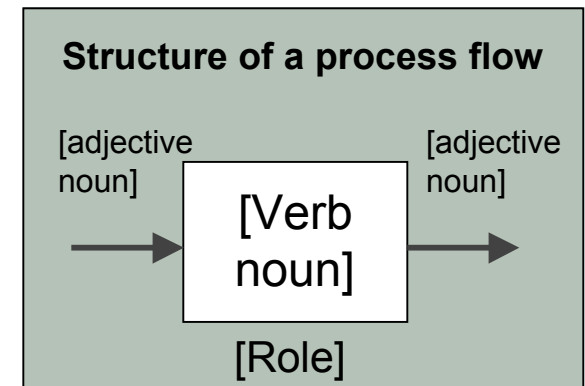 Structure of a process flow
[adjective
noun]
[adjective
noun]
[Verb
noun]
[Role]